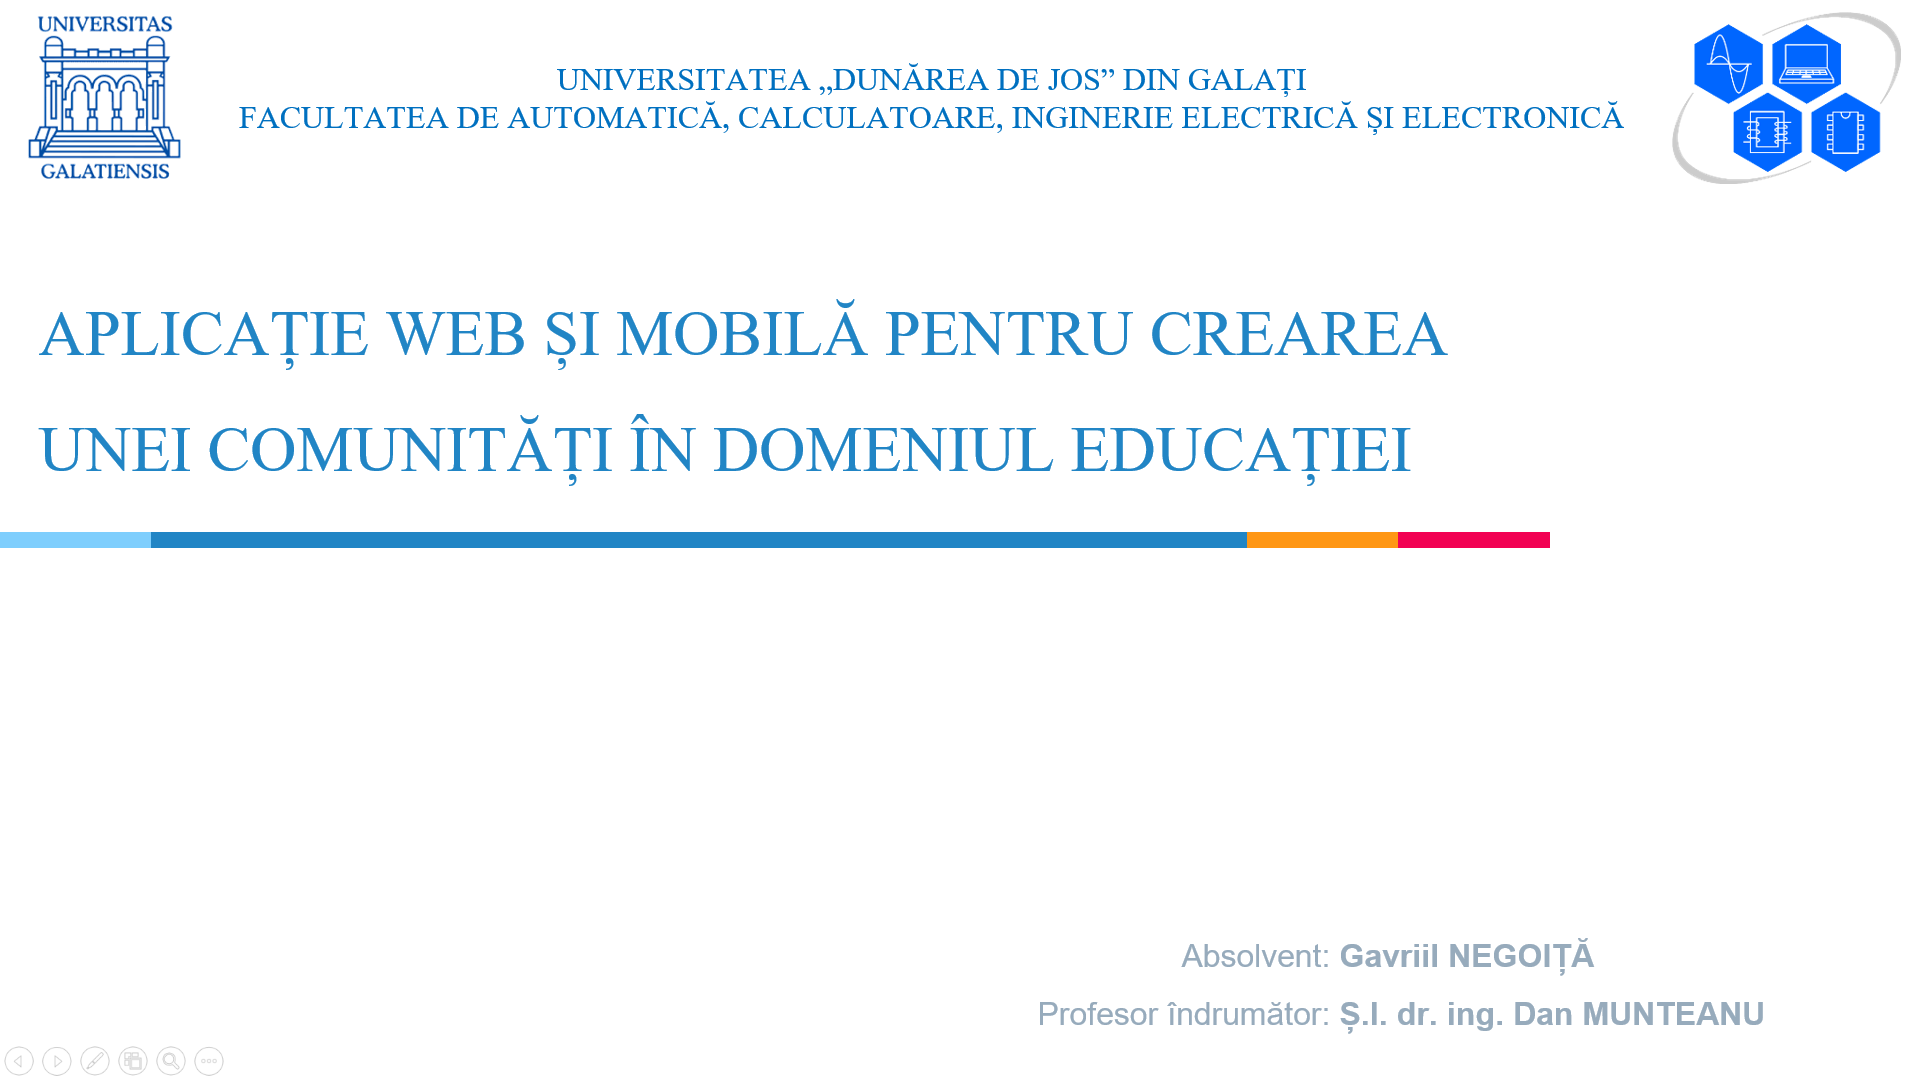 UNIVERSITAS
GALATIENSIS
UNIVERSITATEA „DUNĂREA DE JOS” DIN GALAȚI
FACULTATEA DE AUTOMATICĂ, CALCULATOARE, INGINERIE ELECTRICĂ ȘI ELECTRONICĂ
APLICAȚIE WEB ȘI MOBILĂ PENTRU CREAREA
UNEI COMUNITĂȚI ÎN DOMENIUL EDUCAȚIEI
Absolvent: Gavriil NEGOIȚĂ
Profesor îndrumător: Ș.l. dr. ing. Dan MUNTEANU